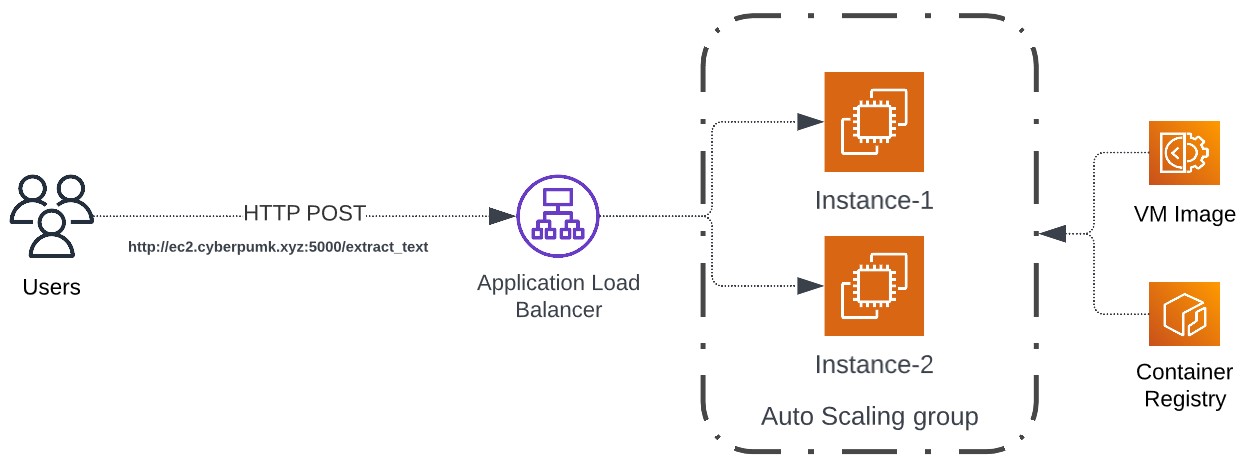 Users
HTTP POST
http://ec2.cyberpumk.xyz:5000/extract_text
Application Load
Balancer
Instance-1
Instance-2
Auto Scaling group
VM Image
Container
Registry